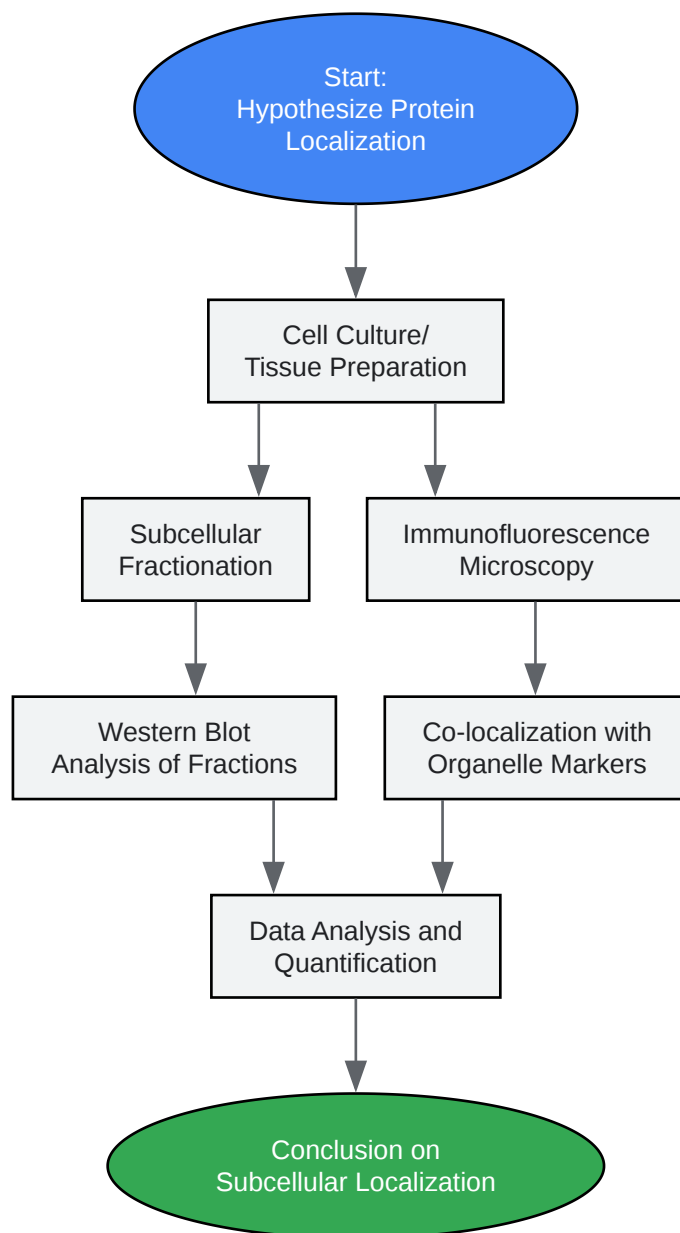 Start:
Hypothesize Protein
Localization
Cell Culture/
Tissue Preparation
Subcellular
Fractionation
Immunofluorescence
Microscopy
Western Blot
Analysis of Fractions
Co-localization with
Organelle Markers
Data Analysis and
Quantification
Conclusion on
Subcellular Localization